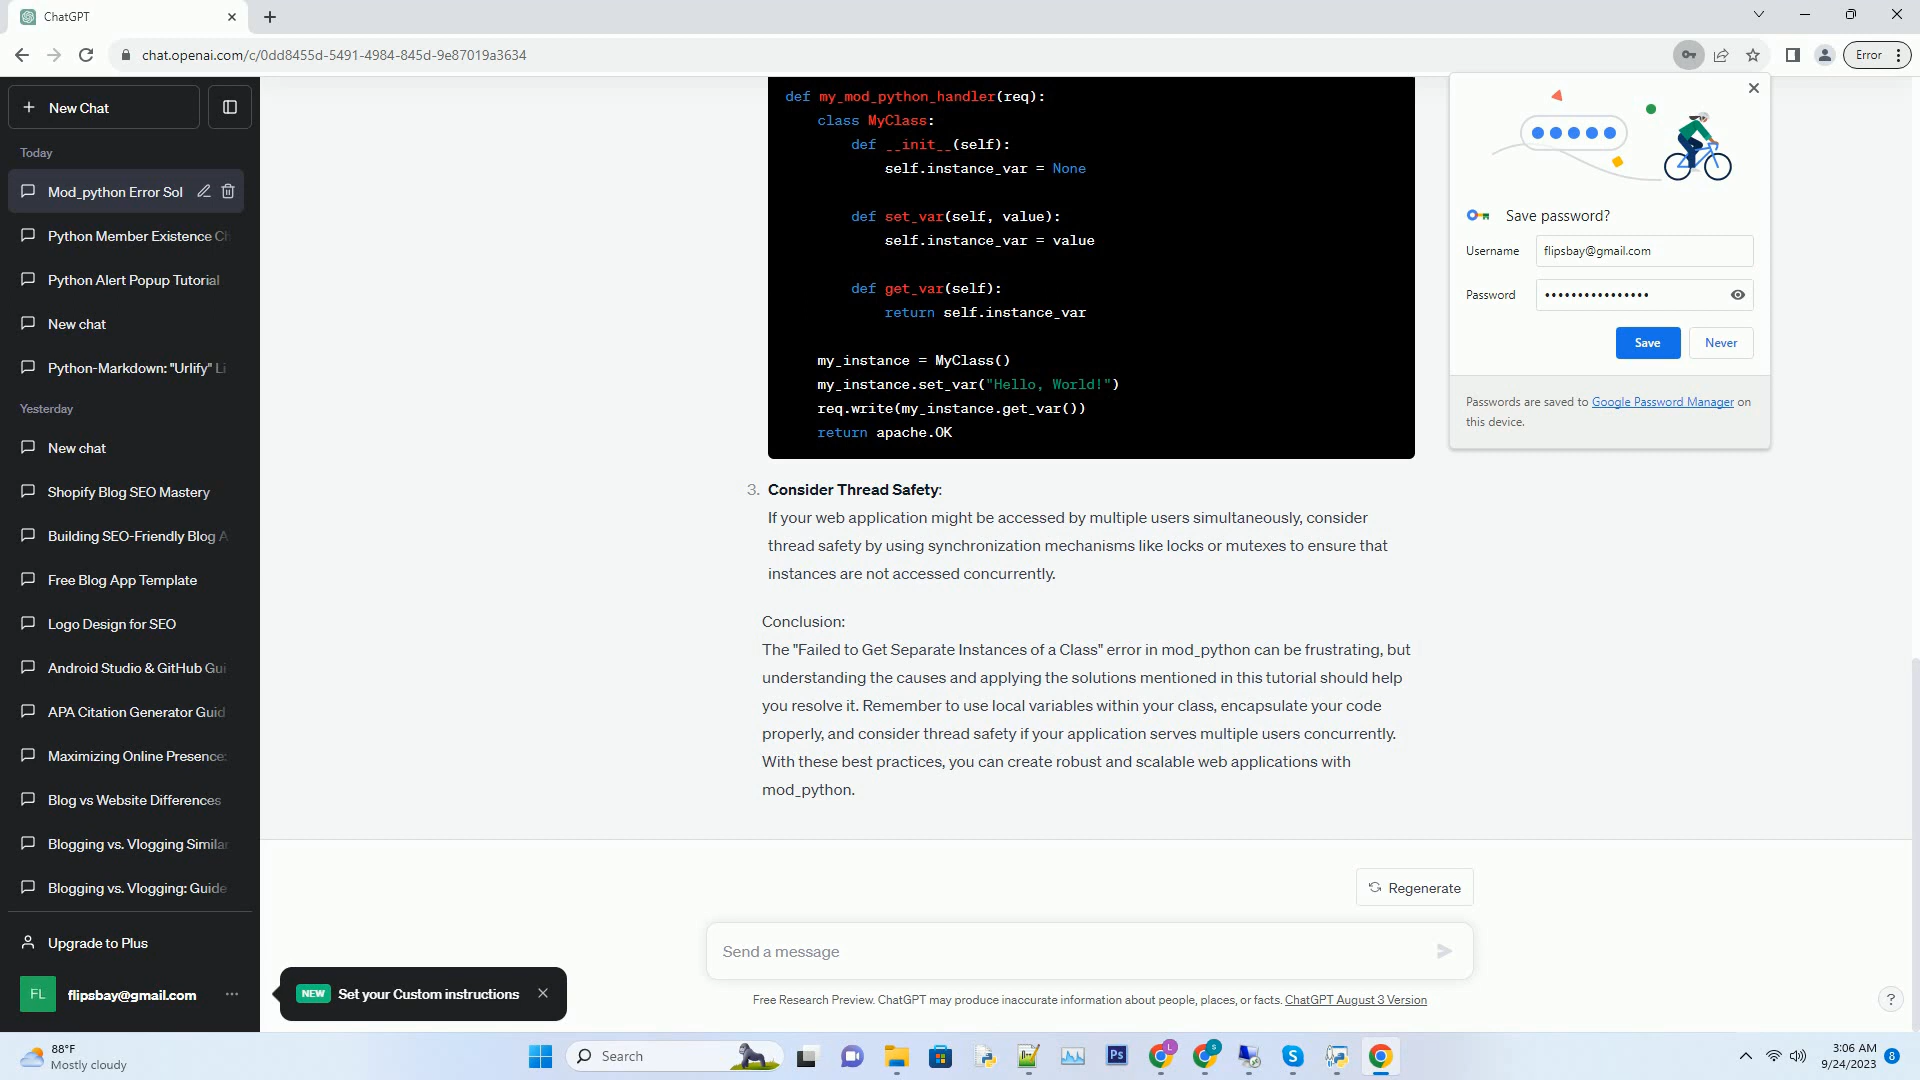 ChatGPT
chat.openai.com/c/0dd8455d-5491-4984-845d-9e87019a3634
Error
New Chat
Today
Mod_python Error Sol
Python Member Existence Ch
Python Alert Popup Tutorial
New chat
Python-Markdown: "Urlify" Li
Yesterday
New chat
Shopify Blog SEO Mastery
Building SEO-Friendly Blog A
Free Blog App Template
Logo Design for SEO
Android Studio & GitHub Gui
APA Citation Generator Guid
Maximizing Online Presence:
Blog vs Website Differences
Blogging vs. Vlogging Similar
Blogging vs. Vlogging: Guide
Upgrade to Plus
FL
flipsbay@gmail.com
def my_mod_python_handler(req):
class MyClass:
def __init__(self):
self.instance_var = None
def set_var(self, value):
self.instance_var = value
def get_var(self):
return self.instance_var
my_instance = MyClass()
my_instance.set_var("Hello, World!")
req.write(my_instance.get_var())
return apache.OK
3. Consider Thread Safety:
If your web application might be accessed by multiple users simultaneously, consider
thread safety by using synchronization mechanisms like locks or mutexes to ensure that
instances are not accessed concurrently.
Conclusion:
The "Failed to Get Separate Instances of a Class" error in mod_python can be frustrating, but
understanding the causes and applying the solutions mentioned in this tutorial should help
you resolve it. Remember to use local variables within your class, encapsulate your code
properly, and consider thread safety if your application serves multiple users concurrently.
With these best practices, you can create robust and scalable web applications with
mod_python.
Save password?
Username
flipsbay@gmail.com
Password
Save
Never
Passwords are saved to Google Password Manager on
this device.
Regenerate
Send a message
NEW Set your Custom instructions
Free Research Preview. ChatGPT may produce inaccurate information about people, places, or facts. ChatGPT August 3 Version
?
88°F
Mostly cloudy
Search
Ps
L
S
S
3:06 AM
9/24/2023
8